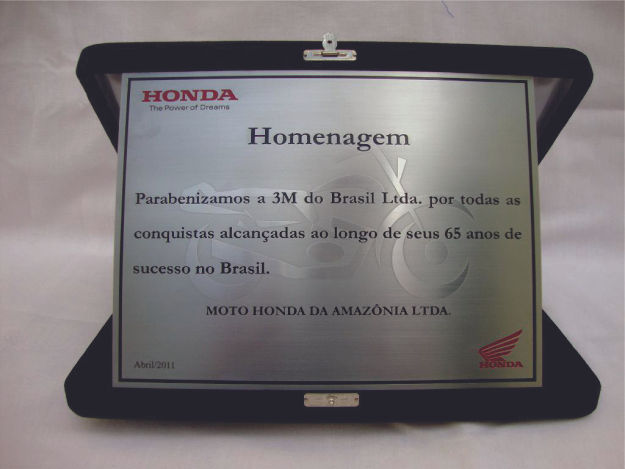 HONDA
The Power of Dreams
Homenagem
Parabenizamos a 3M do Brasil Ltda. por todas as
conquistas alcançadas ao longo de seus 65 anos de
sucesso no Brasil.
MOTO HONDA DA AMAZÔNIA LTDA.
Abril/2011
HONDA